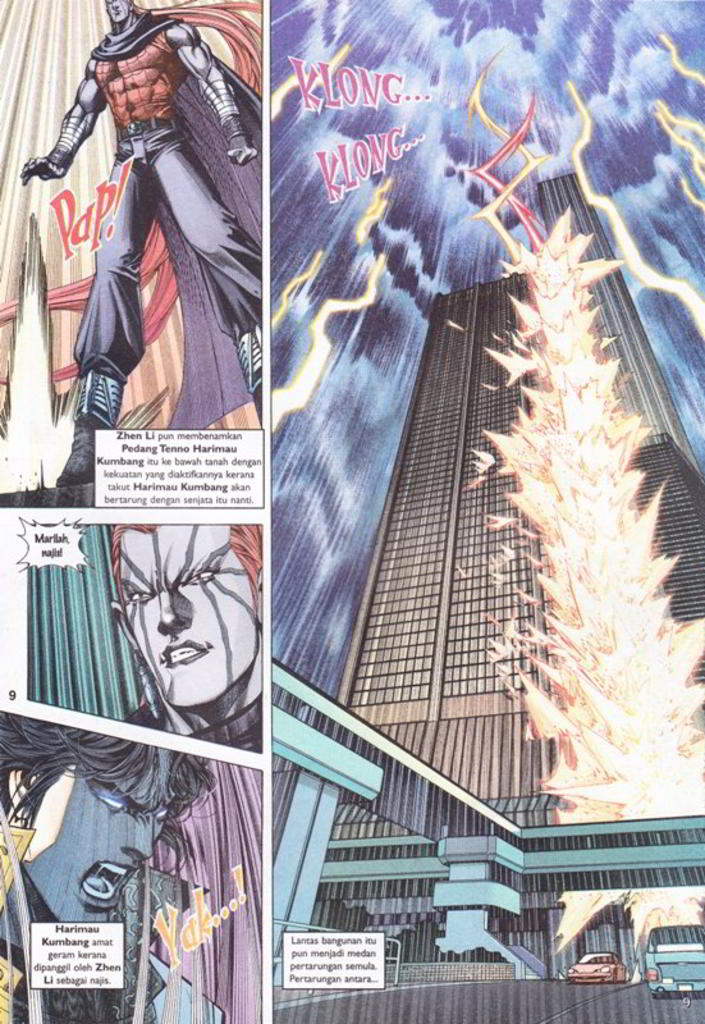 Pap!
Zhen Li pun membenamkan
Pedang Tenno Harimau
Kumbang itu ke bawah tanah dengan
kekuatan yang diaktifkannya kerana
takut Harimau Kumbang akan
bertarung dengan senjata itu nanti.
Marilah,
najis!
9
Yak...!
Harimau
Kumbang amat
geram kerana
dipanggil oleh Zhen
Li sebagai najis.
KLONG...
KLONG...
Lantas bangunan itu
pun menjadi medan
pertarungan semula.
Pertarungan antara...
9